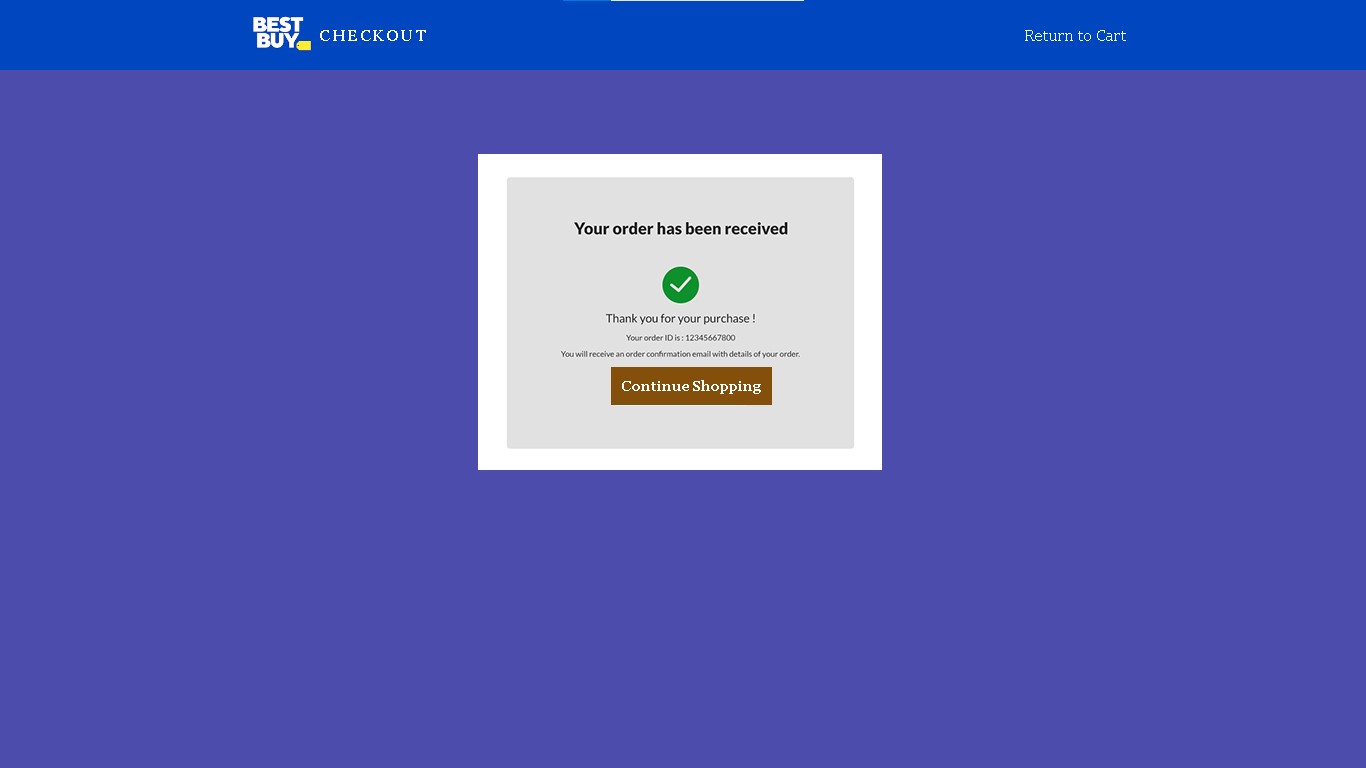 BEST
BUY
CHECKOUT
Return to Cart
Your order has been received
Thank you for your purchase !
Your order ID is : 12345667800
You will receive an order confirmation email with details of your order.
Continue Shopping